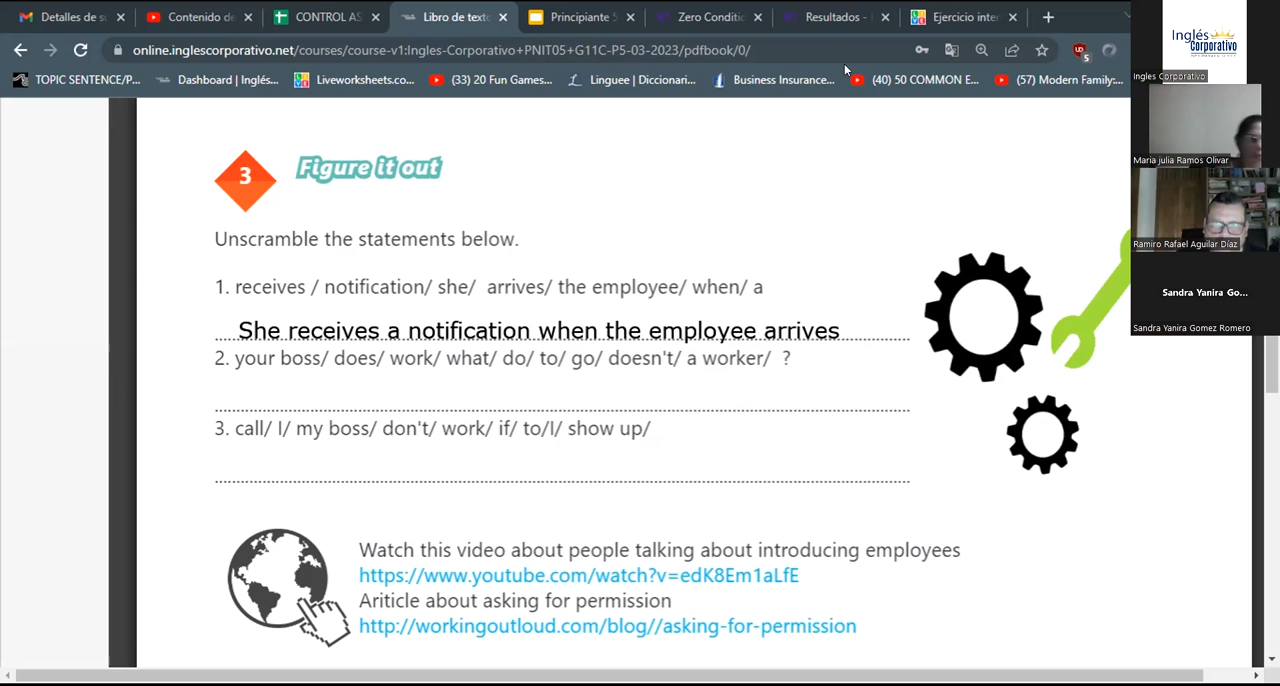 Detalles de su
Contenido de
CONTROL AS
Libro de texto
Principiante 5
Zero Conditio
Resultados -
Ejercicio inter
online.inglescorporativo.net/courses/course-v1:Ingles-Corporativo+PNIT05+G11C-P5-03-2023/pdfbook/0/
5
TOPIC SENTENCE/P...
Dashboard | Inglés...
Liveworksheets.co...
(33) 20 Fun Games...
Linguee | Diccionari...
Business Insurance...
(40) 50 COMMON E...
(57) Modern Family:...
Inglés
Corporativo
Ingles Corporativo
Maria julia Ramos Olivar
Ramiro Rafael Aguilar Díaz
Sandra Yanira Go...
Sandra Yanira Gomez Romero
3
Figure it out
Unscramble the statements below.
1. receives / notification/ she/ arrives/ the employee/ when/ a
She receives a notification when the employee arrives
2. your boss/ does/ work/ what/ do/ to/ go/ doesn't/ a worker/ ?
3. call/ I/ my boss/ don't/ work/ if/ to/I/ show up/
Watch this video about people talking about introducing employees
https://www.youtube.com/watch?v=edK8Em1aLfE
Ariticle about asking for permission
http://workingoutloud.com/blog//asking-for-permission